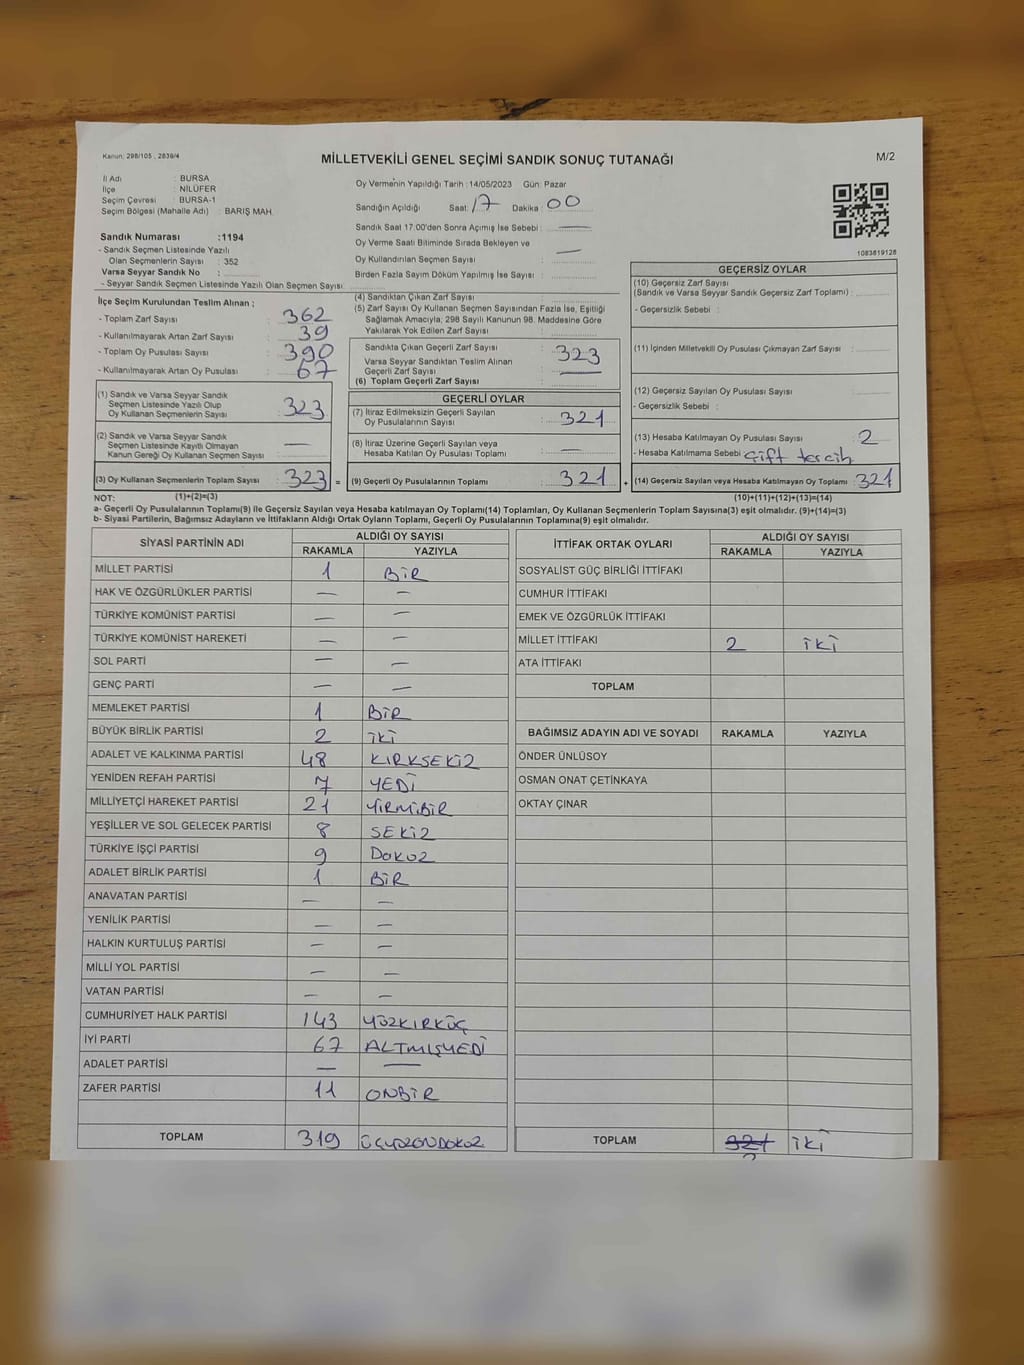 Kanun: 298/105 , 2839/4
MİLLETVEKİLİ GENEL SEÇİMİ SANDIK SONUÇ TUTANAĞI
M/2
İl Adı : BURSA
İlçe : NİLÜFER
Seçim Çevresi : BURSA-1
Seçim Bölgesi (Mahalle Adı) : BARIŞ MAH.
Sandık Numarası :1194
- Sandık Seçmen Listesinde Yazılı
Olan Seçmenlerin Sayısı : 352
Varsa Seyyar Sandık No :
- Seyyar Sandık Seçmen Listesinde Yazılı Olan Seçmen Sayısı:
Oy Verme'nin Yapıldığı Tarih :14/05/2023 Gün: Pazar
Sandığın Açıldığı Saat: 17 Dakika : 00
Sandık Saat 17:00'den Sonra Açımış İse Sebebi : —
Oy Verme Saati Bitiminde Sırada Bekleyen ve
Oy Kullandırılan Seçmen Sayısı : —
Birden Fazla Sayım Döküm Yapılmış İse Sayısı :
1083819128
İlçe Seçim Kurulundan Teslim Alınan ;
- Toplam Zarf Sayısı : 362
- Kullanılmayarak Artan Zarf Sayısı : 39
- Toplam Oy Pusulası Sayısı : 390
- Kullanılmayarak Artan Oy Pusulası : 67
(1) Sandık ve Varsa Seyyar Sandık
Seçmen Listesinde Yazılı Olup
Oy Kullanan Seçmenlerin Sayısı : 323
(2) Sandık ve Varsa Seyyar Sandık
Seçmen Listesinde Kayıtlı Olmayan
Kanun Gereği Oy Kullanan Seçmen Sayısı : —
(3) Oy Kullanan Seçmenlerin Toplam Sayısı : 323 =
(4) Sandıktan Çıkan Zarf Sayısı :
(5) Zarf Sayısı Oy Kullanan Seçmen Sayısından Fazla İse, Eşitliği
Sağlamak Amacıyla; 298 Sayılı Kanunun 98. Maddesine Göre
Yakılarak Yok Edilen Zarf Sayısı :
Sandıkta Çıkan Geçerli Zarf Sayısı : 323
Varsa Seyyar Sandıktan Teslim Alınan
Geçerli Zarf Sayısı : —
(6) Toplam Geçerli Zarf Sayısı :
GEÇERLİ OYLAR
(7) İtiraz Edilmeksizin Geçerli Sayılan
Oy Pusulalarının Sayısı : 321
(8) İtiraz Üzerine Geçerli Sayılan veya
Hesaba Katılan Oy Pusulası Toplamı : —
(9) Geçerli Oy Pusulalarının Toplamı : 321 +
GEÇERSİZ OYLAR
(10) Geçersiz Zarf Sayısı
(Sandık ve Varsa Seyyar Sandık Geçersiz Zarf Toplamı) :
- Geçersizlik Sebebi :
(11) İçinden Milletvekili Oy Pusulası Çıkmayan Zarf Sayısı :
(12) Geçersiz Sayılan Oy Pusulası Sayısı :
- Geçersizlik Sebebi :
(13) Hesaba Katılmayan Oy Pusulası Sayısı : 2
- Hesaba Katılmama Sebebi : Çift tercih
(14) Geçersiz Sayılan veya Hesaba Katılmayan Oy Toplamı : 321
NOT: (1)+(2)=(3) (10)+(11)+(12)+(13)=(14)
a- Geçerli Oy Pusulalarının Toplamı(9) ile Geçersiz Sayılan veya Hesaba katılmayan Oy Toplamı(14) Toplamları, Oy Kullanan Seçmenlerin Toplam Sayısına(3) eşit olmalıdır. (9)+(14)=(3)
b- Siyasi Partilerin, Bağımsız Adayların ve İttifakların Aldığı Ortak Oyların Toplamı, Geçerli Oy Pusulalarının Toplamına(9) eşit olmalıdır.
SİYASİ PARTİNİN ADI ALDIĞI OY SAYISI
RAKAMLA YAZIYLA
MİLLET PARTİSİ 1 BİR
HAK VE ÖZGÜRLÜKLER PARTİSİ — —
TÜRKİYE KOMÜNİST PARTİSİ — —
TÜRKİYE KOMÜNİST HAREKETİ — —
SOL PARTİ — —
GENÇ PARTİ — —
MEMLEKET PARTİSİ 1 BİR
BÜYÜK BİRLİK PARTİSİ 2 İKİ
ADALET VE KALKINMA PARTİSİ 48 KIRKSEKİZ
YENİDEN REFAH PARTİSİ 7 YEDİ
MİLLİYETÇİ HAREKET PARTİSİ 21 YİRMİBİR
YEŞİLLER VE SOL GELECEK PARTİSİ 8 SEKİZ
TÜRKİYE İŞÇİ PARTİSİ 9 DOKUZ
ADALET BİRLİK PARTİSİ 1 BİR
ANAVATAN PARTİSİ — —
YENİLİK PARTİSİ — —
HALKIN KURTULUŞ PARTİSİ — —
MİLLİ YOL PARTİSİ — —
VATAN PARTİSİ — —
CUMHURİYET HALK PARTİSİ 143 YÜZKIRKÜÇ
İYİ PARTİ 67 ALTMIŞYEDİ
ADALET PARTİSİ — —
ZAFER PARTİSİ 11 ONBİR
TOPLAM 319 ÜÇYÜZONDOKUZ
İTTİFAK ORTAK OYLARI ALDIĞI OY SAYISI
RAKAMLA YAZIYLA
SOSYALİST GÜÇ BİRLİĞİ İTTİFAKI
CUMHUR İTTİFAKI
EMEK VE ÖZGÜRLÜK İTTİFAKI
MİLLET İTTİFAKI 2 İKİ
ATA İTTİFAKI
TOPLAM
BAĞIMSIZ ADAYIN ADI VE SOYADI RAKAMLA YAZIYLA
ÖNDER ÜNLÜSOY
OSMAN ONAT ÇETİNKAYA
OKTAY ÇINAR
TOPLAM 321 İKİ